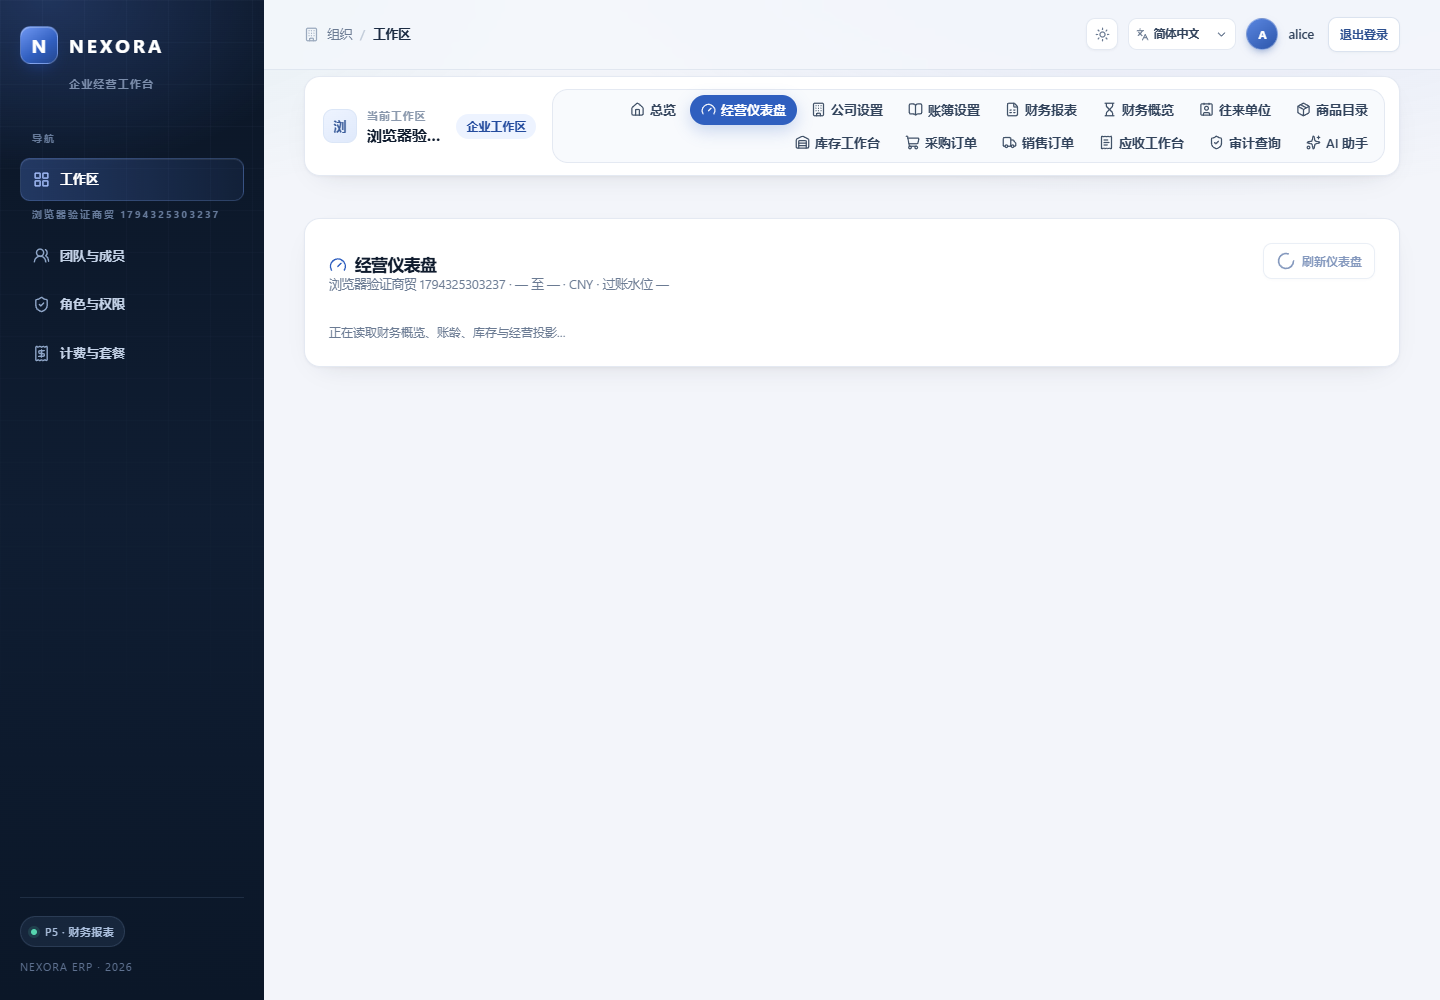 N NEXORA
企业经营工作台
导航
工作区
浏览器验证商贸 1794325303237
团队与成员
角色与权限
计费与套餐
P5 · 财务报表
NEXORA ERP · 2026
组织 / 工作区
简体中文
A alice
退出登录
浏
当前工作区
浏览器验...
企业工作区
总览 经营仪表盘 公司设置 账簿设置 财务报表 财务概览 往来单位 商品目录
库存工作台 采购订单 销售订单 应收工作台 审计查询 AI 助手
经营仪表盘
浏览器验证商贸 1794325303237 · — 至 — · CNY · 过账水位 —
刷新仪表盘
正在读取财务概览、账龄、库存与经营投影...